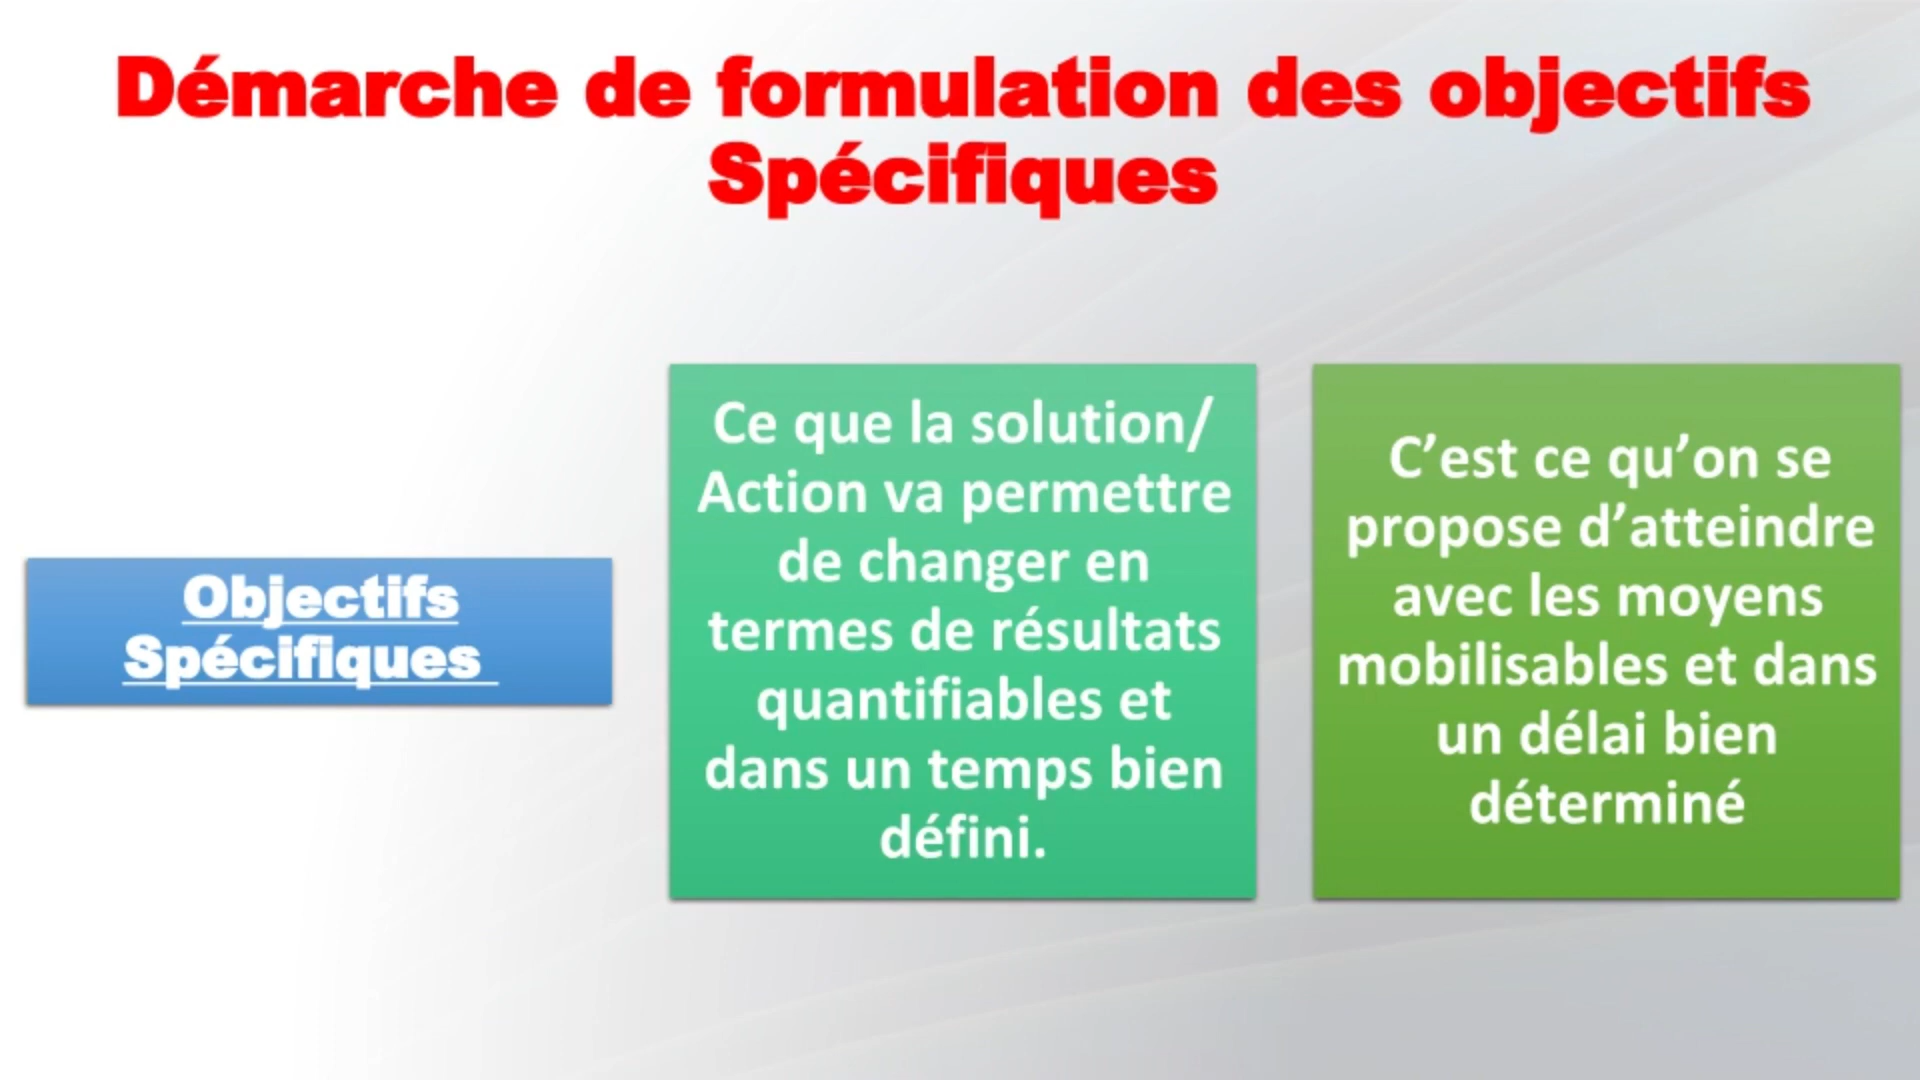 Démarche de formulation des objectifs
Spécifiques
Objectifs
Spécifiques
Ce que la solution/
Action va permettre
de changer en
termes de résultats
quantifiables et
dans un temps bien
défini.
C’est ce qu’on se
propose d’atteindre
avec les moyens
mobilisables et dans
un délai bien
déterminé